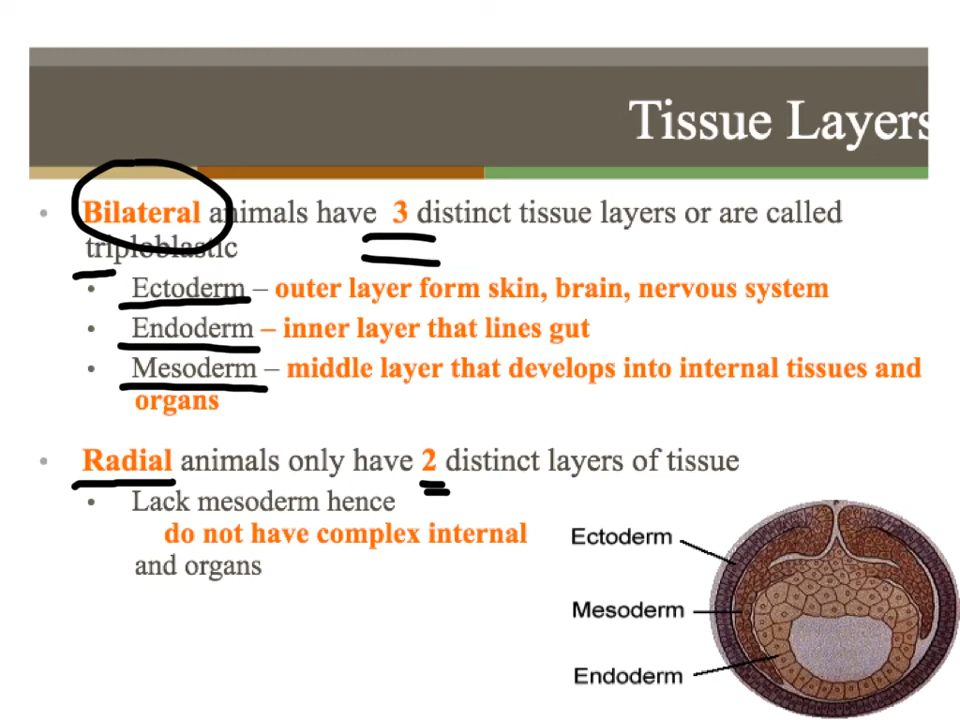 Tissue Layers
• Bilateral animals have 3 distinct tissue layers or are called
triploblastic
• Ectoderm – outer layer form skin, brain, nervous system
• Endoderm – inner layer that lines gut
• Mesoderm – middle layer that develops into internal tissues and
organs
• Radial animals only have 2 distinct layers of tissue
• Lack mesoderm hence
do not have complex internal
and organs
Ectoderm
Mesoderm
Endoderm